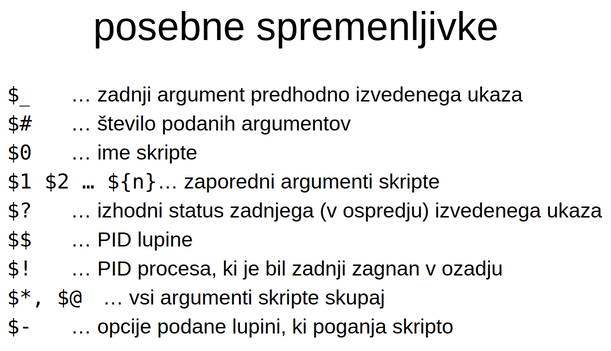 posebne spremenljivke
$_ … zadnji argument predhodno izvedenega ukaza
$# … število podanih argumentov
$0 … ime skripte
$1 $2 … ${n}… zaporedni argumenti skripte
$? … izhodni status zadnjega (v ospredju) izvedenega ukaza
$$ … PID lupine
$! … PID procesa, ki je bil zadnji zagnan v ozadju
$*, $@ … vsi argumenti skripte skupaj
$- … opcije podane lupini, ki poganja skripto